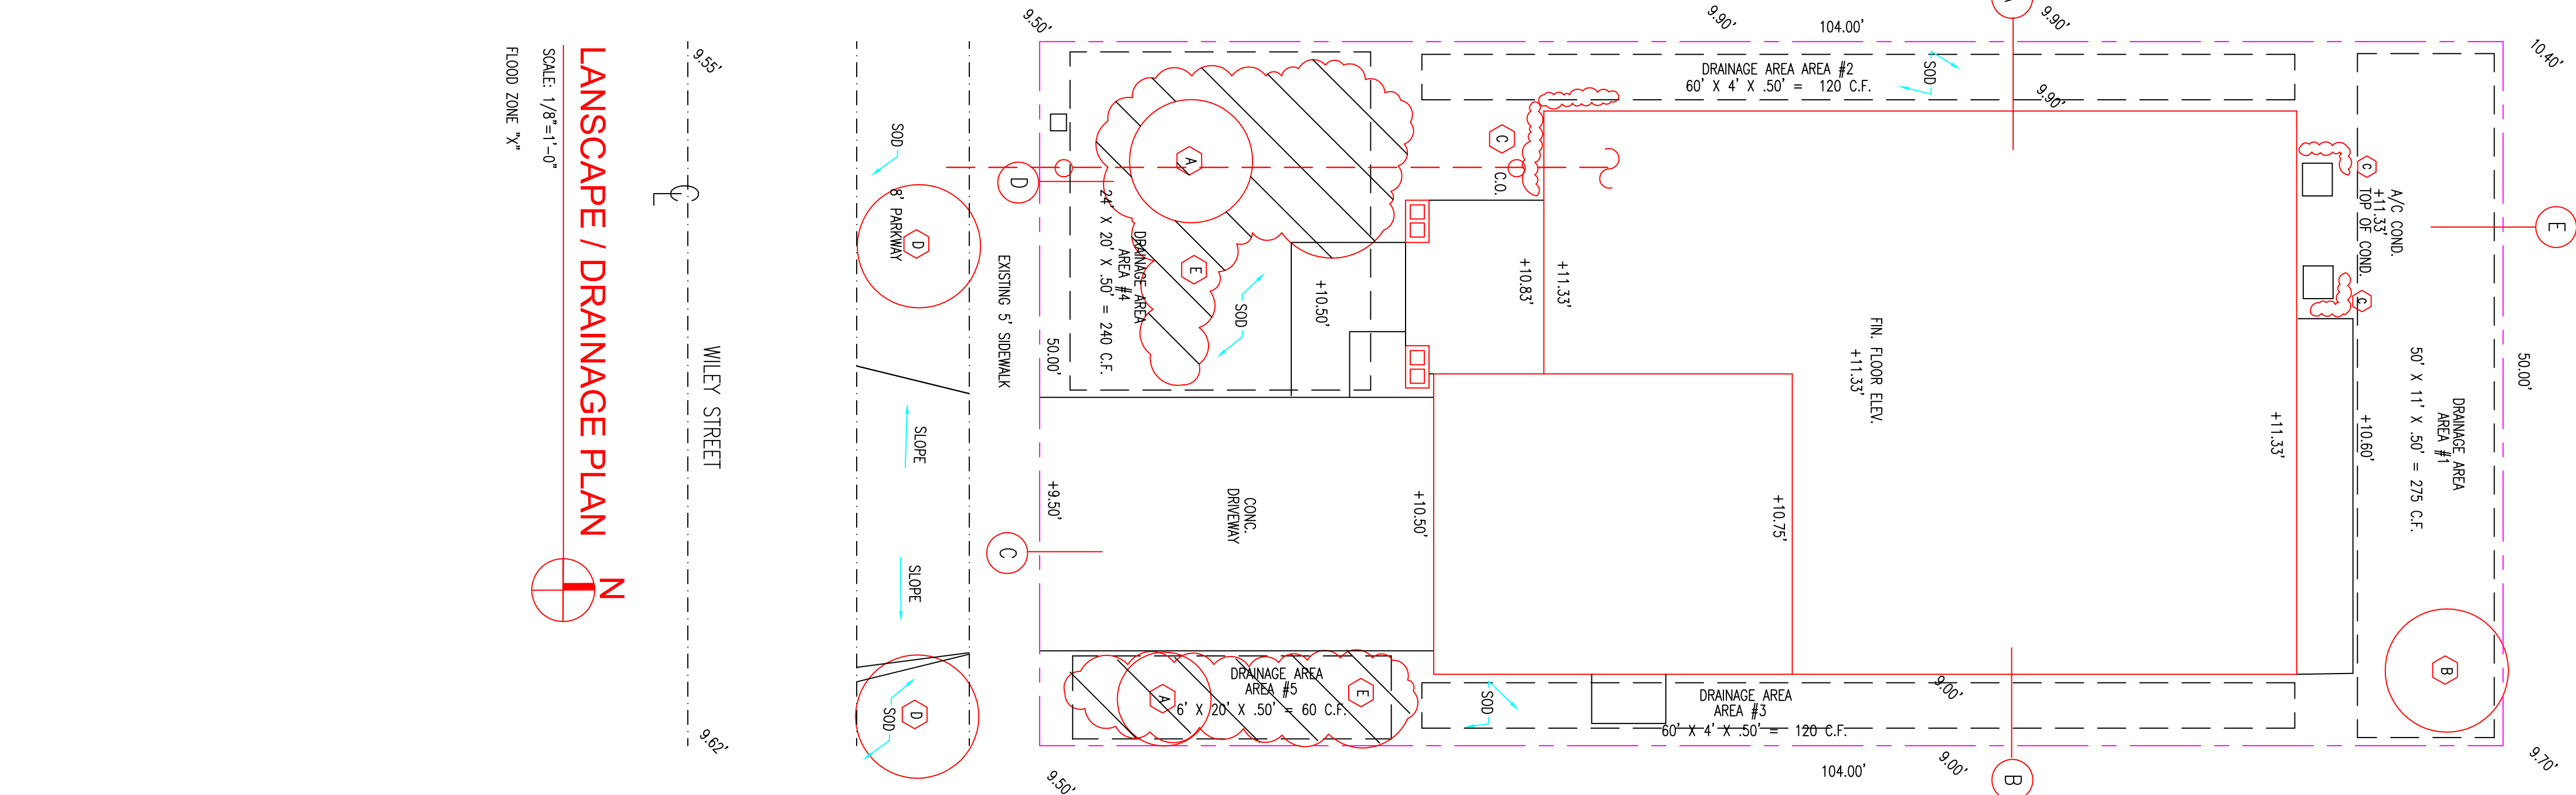 LANSCAPE / DRAINAGE PLAN
SCALE: 1/8"=1'-0"
FLOOD ZONE "X"
N
9.55'
WILEY STREET
9.62'
CL
SOD
8' PARKWAY
D
SLOPE
SLOPE
SOD
D
EXISTING 5' SIDEWALK
D
C
9.50'
50.00'
+9.50'
9.50'
A
DRAINAGE AREA
AREA #4
24' X 20' X .50' = 240 C.F.
E
SOD
+10.50'
CONC.
DRIVEWAY
+10.50'
DRAINAGE AREA
AREA #5
6' X 20' X .50' = 60 C.F.
A
E
C
C.O.
+10.83'
+11.33'
9.90'
104.00'
9.90'
DRAINAGE AREA AREA #2
60' X 4' X .50' = 120 C.F.
SOD
9.90'
FIN. FLOOR ELEV.
+11.33'
+10.75'
+11.33'
SOD
DRAINAGE AREA
AREA #3
60' X 4' X .50' = 120 C.F.
9.00'
9.00'
104.00'
B
C
A/C COND.
+11.33'
TOP OF COND.
C
+10.60'
DRAINAGE AREA
AREA #1
50' X 11' X .50' = 275 C.F.
50.00'
10.40'
E
B
9.70'